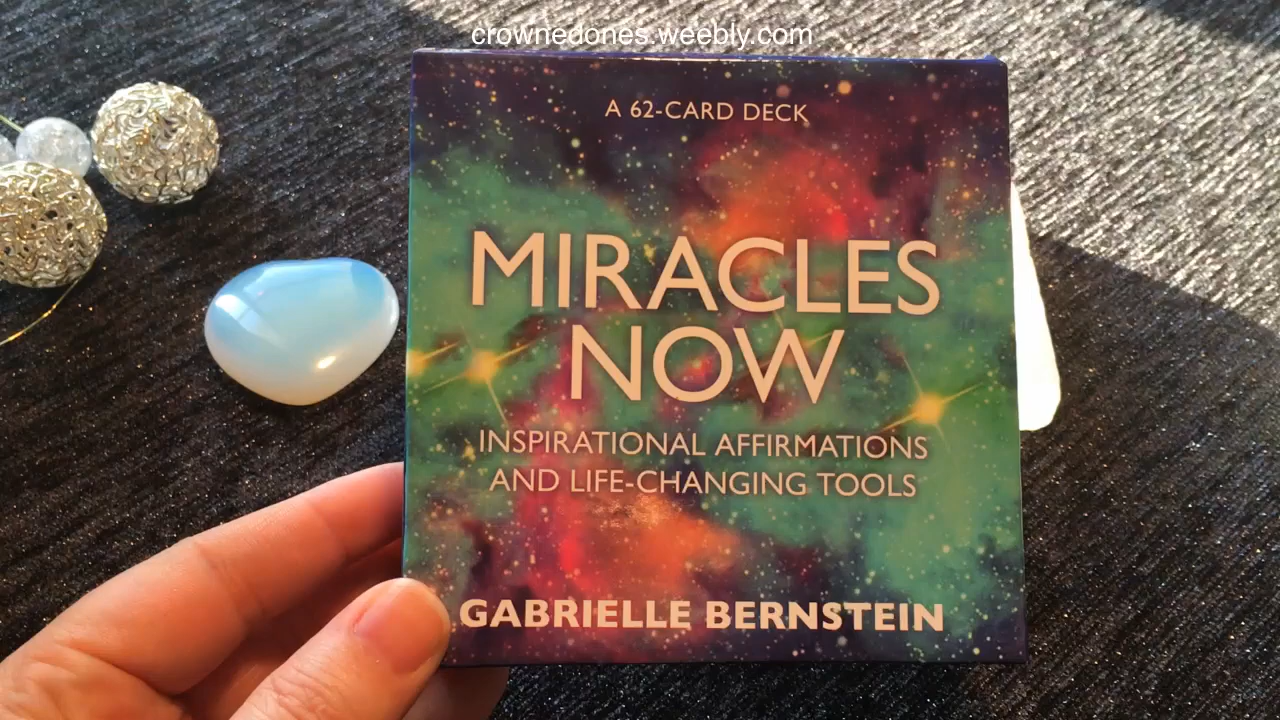 crownedones.weebly.com
A 62-CARD DECK
MIRACLES
NOW
INSPIRATIONAL AFFIRMATIONS
AND LIFE-CHANGING TOOLS
GABRIELLE BERNSTEIN